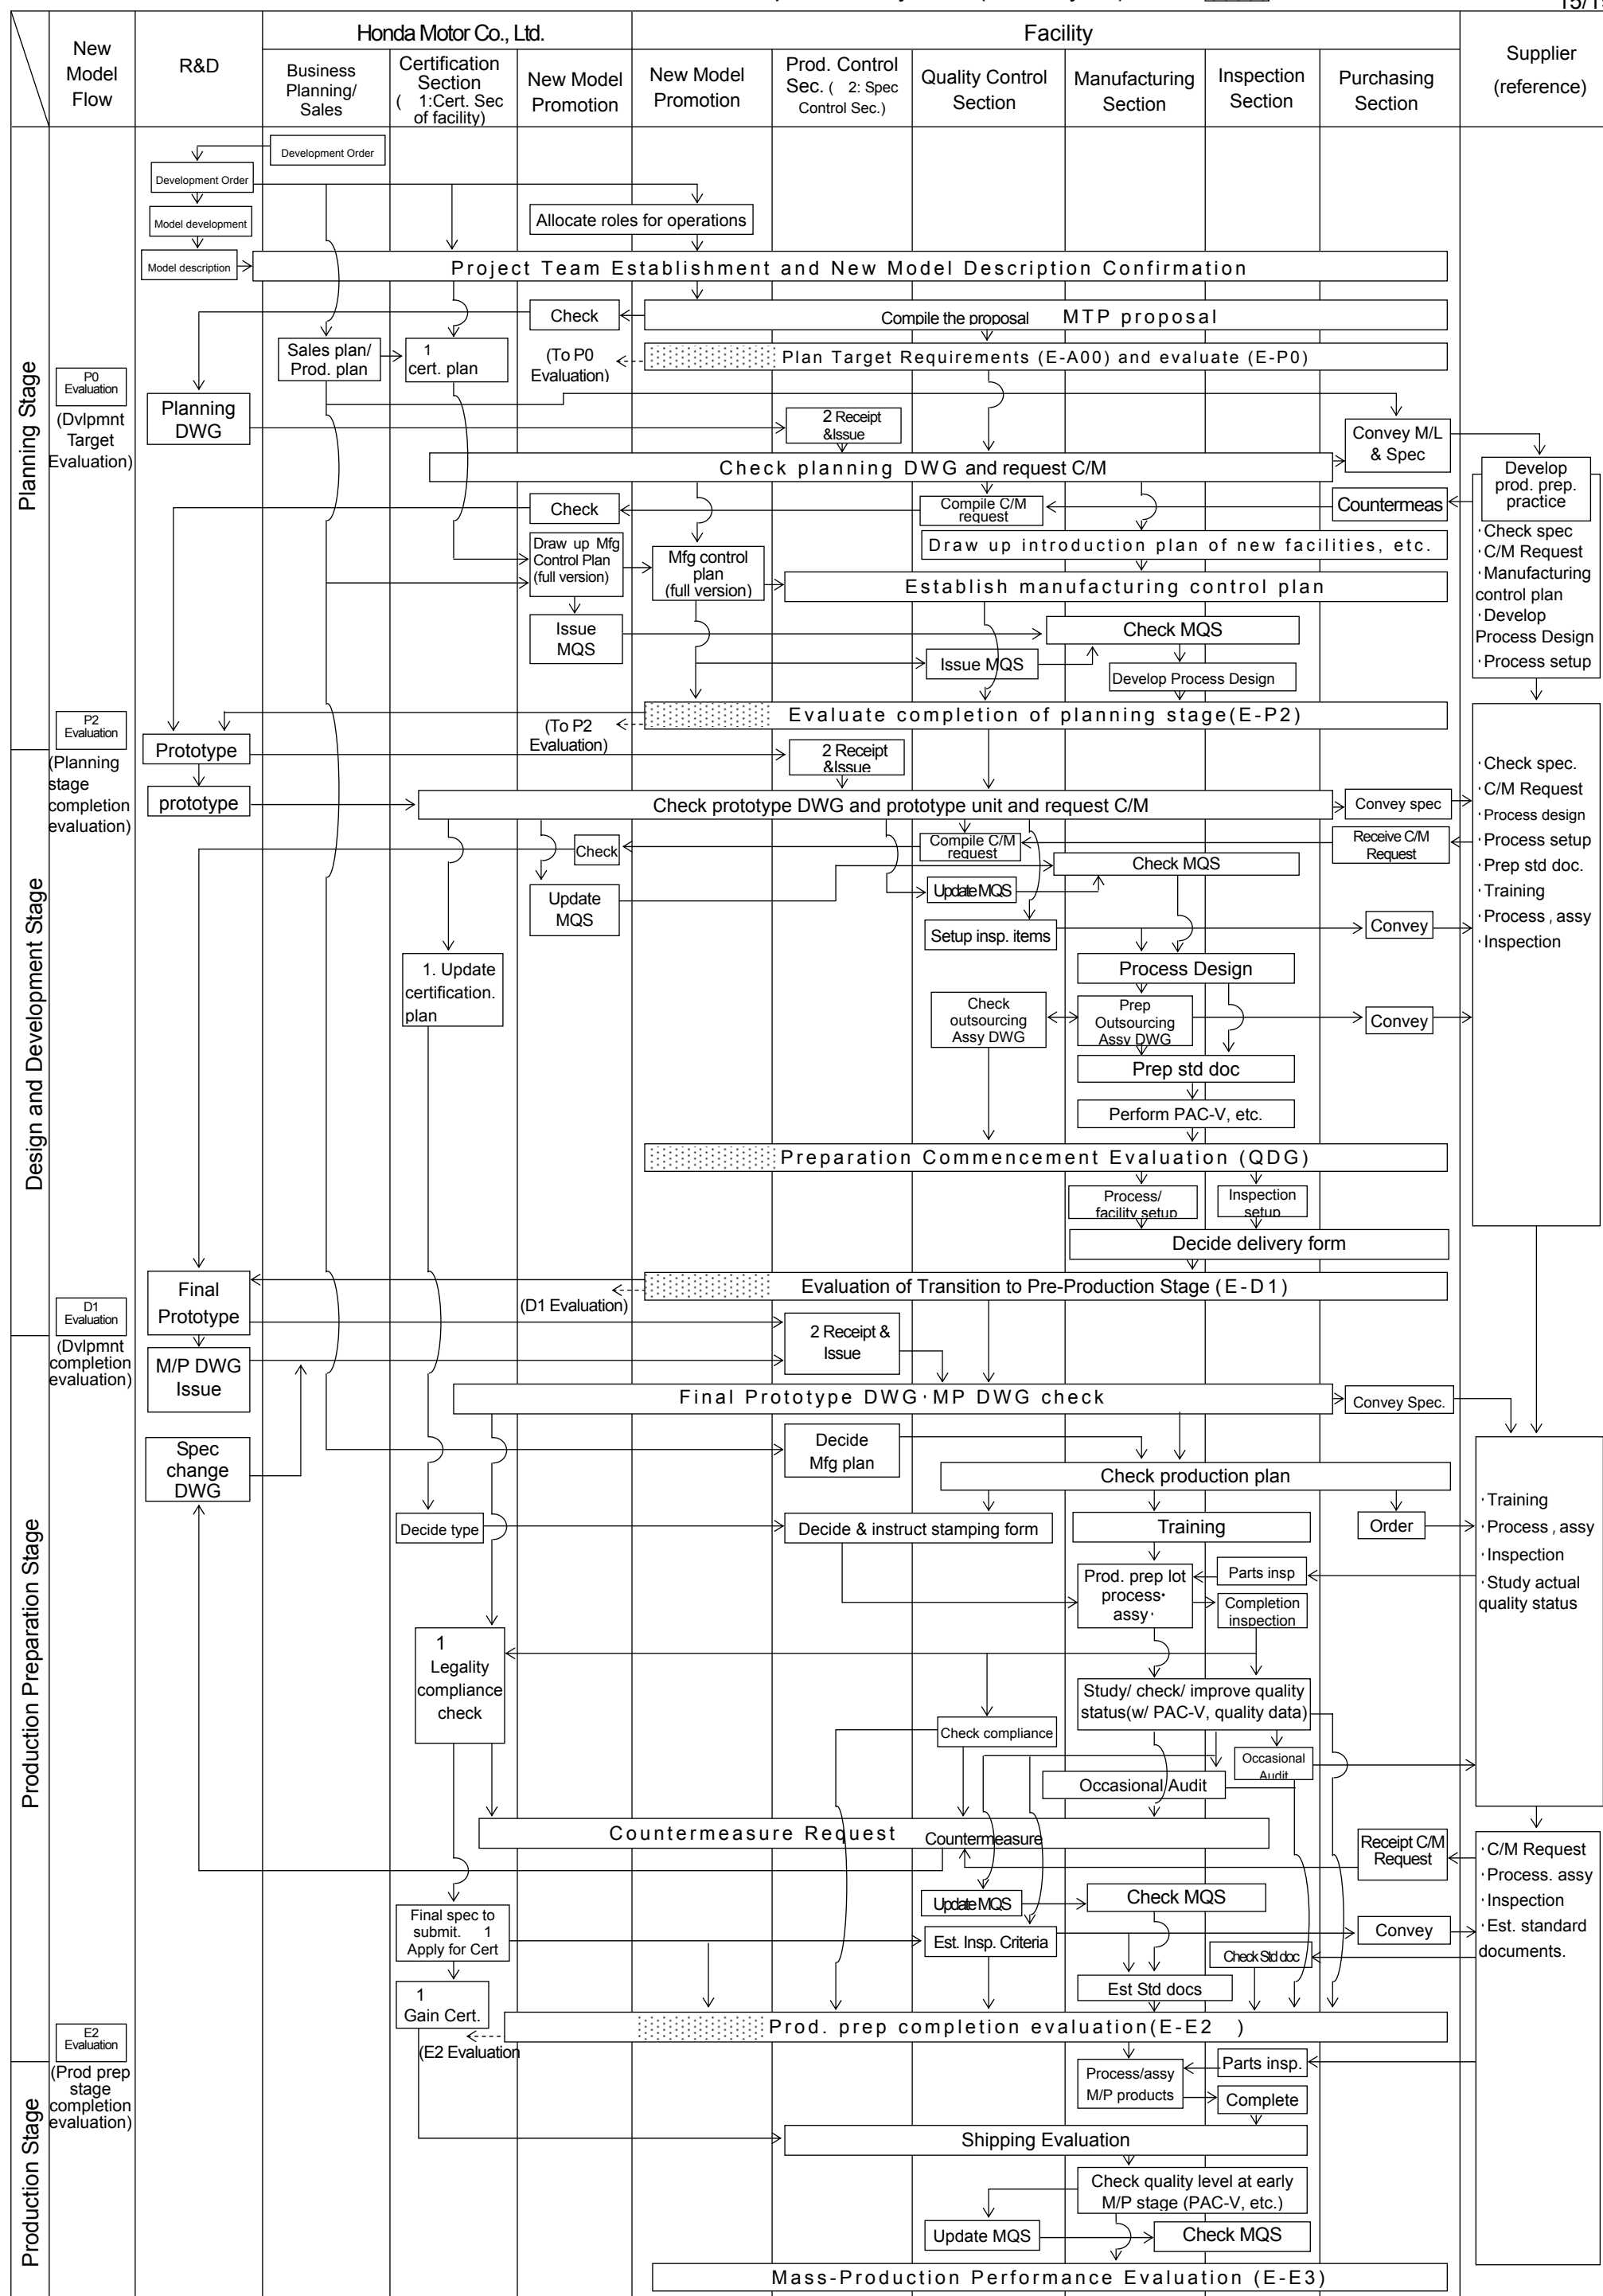 15/1
New
Model
Flow
R&D
Honda Motor Co., Ltd.
Business
Planning/
Sales
Certification
Section
( 1:Cert. Sec
of facility)
New Model
Promotion
Facility
New Model
Promotion
Prod. Control
Sec. ( 2: Spec
Control Sec.)
Quality Control
Section
Manufacturing
Section
Inspection
Section
Purchasing
Section
Supplier
(reference)
Planning Stage
Development Order
Development Order
Model development
Allocate roles for operations
Model description
Project Team Establishment and New Model Description Confirmation
Check
Compile the proposal MTP proposal
Sales plan/
Prod. plan
1
cert. plan
(To P0
Evaluation)
Plan Target Requirements (E-A00) and evaluate (E-P0)
P0
Evaluation
(Dvlpmnt
Target
Evaluation)
Planning
DWG
2 Receipt
&Issue
Convey M/L
& Spec
Check planning DWG and request C/M
Develop
prod. prep.
practice
Check
Compile C/M
request
Countermeas
Draw up Mfg
Control Plan
(full version)
Mfg control
plan
(full version)
Draw up introduction plan of new facilities, etc.
Establish manufacturing control plan
·Check spec
·C/M Request
·Manufacturing
control plan
·Develop
Process Design
·Process setup
Issue
MQS
Check MQS
Issue MQS
Develop Process Design
P2
Evaluation
(To P2
Evaluation)
Evaluate completion of planning stage(E-P2)
Design and Development Stage
(Planning
stage
completion
evaluation)
Prototype
2 Receipt
&Issue
prototype
Check prototype DWG and prototype unit and request C/M
Convey spec
·Check spec.
·C/M Request
·Process design
·Process setup
·Prep std doc.
·Training
·Process , assy
·Inspection
Check
Compile C/M
request
Receive C/M
Request
Check MQS
Update
MQS
Update MQS
Setup insp. items
Convey
1. Update
certification.
plan
Process Design
Check
outsourcing
Assy DWG
Prep
Outsourcing
Assy DWG
Convey
Prep std doc
Perform PAC-V, etc.
Preparation Commencement Evaluation (QDG)
Process/
facility setup
Inspection
setup
Decide delivery form
Final
Prototype
(D1 Evaluation)
Evaluation of Transition to Pre-Production Stage (E-D1)
D1
Evaluation
(Dvlpmnt
completion
evaluation)
Production Preparation Stage
2 Receipt &
Issue
M/P DWG
Issue
Final Prototype DWG·MP DWG check
Convey Spec.
Spec
change
DWG
Decide
Mfg plan
Check production plan
Decide type
Decide & instruct stamping form
Training
Order
·Training
·Process , assy
·Inspection
·Study actual
quality status
Prod. prep lot
process·
assy·
Parts insp
Completion
inspection
1
Legality
compliance
check
Study/ check/ improve quality
status(w/ PAC-V, quality data)
Check compliance
Occasional
Audit
Occasional Audit
Countermeasure Request
Countermeasure
Receipt C/M
Request
·C/M Request
·Process. assy
·Inspection
·Est. standard
documents.
Update MQS
Check MQS
Final spec to
submit. 1
Apply for Cert
Est. Insp. Criteria
Convey
Check Std doc
Est Std docs
1
Gain Cert.
Prod. prep completion evaluation(E-E2 )
E2
Evaluation
(E2 Evaluation
(Prod prep
stage
completion
evaluation)
Production Stage
Process/assy
M/P products
Parts insp.
Complete
Shipping Evaluation
Check quality level at early
M/P stage (PAC-V, etc.)
Update MQS
Check MQS
Mass-Production Performance Evaluation (E-E3)